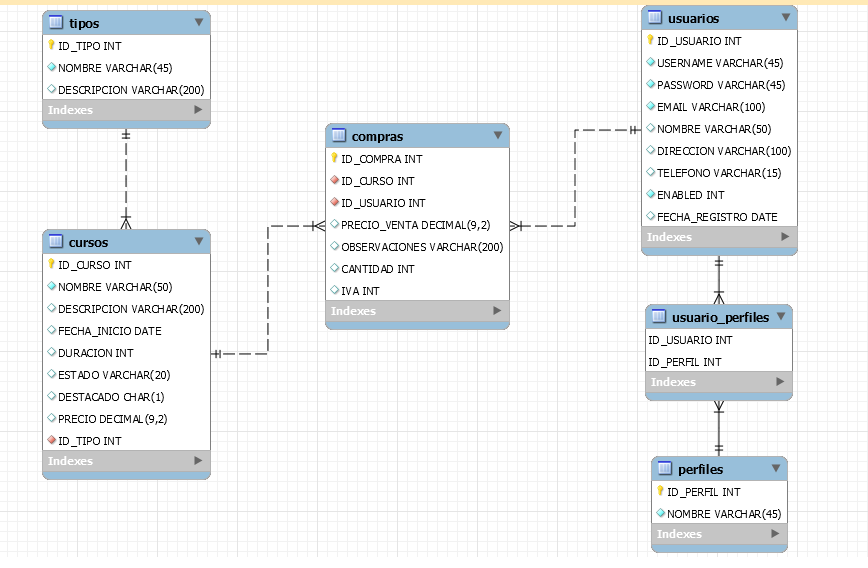 tipos
ID_TIPO INT
NOMBRE VARCHAR(45)
DESCRIPCION VARCHAR(200)
Indexes
cursos
ID_CURSO INT
NOMBRE VARCHAR(50)
DESCRIPCION VARCHAR(200)
FECHA_INICIO DATE
DURACION INT
ESTADO VARCHAR(20)
DESTACADO CHAR(1)
PRECIO DECIMAL(9,2)
ID_TIPO INT
Indexes
compras
ID_COMPRA INT
ID_CURSO INT
ID_USUARIO INT
PRECIO_VENTA DECIMAL(9,2)
OBSERVACIONES VARCHAR(200)
CANTIDAD INT
IVA INT
Indexes
usuarios
ID_USUARIO INT
USERNAME VARCHAR(45)
PASSWORD VARCHAR(45)
EMAIL VARCHAR(100)
NOMBRE VARCHAR(50)
DIRECCION VARCHAR(100)
TELEFONO VARCHAR(15)
ENABLED INT
FECHA_REGISTRO DATE
Indexes
usuario_perfiles
ID_USUARIO INT
ID_PERFIL INT
Indexes
perfiles
ID_PERFIL INT
NOMBRE VARCHAR(45)
Indexes